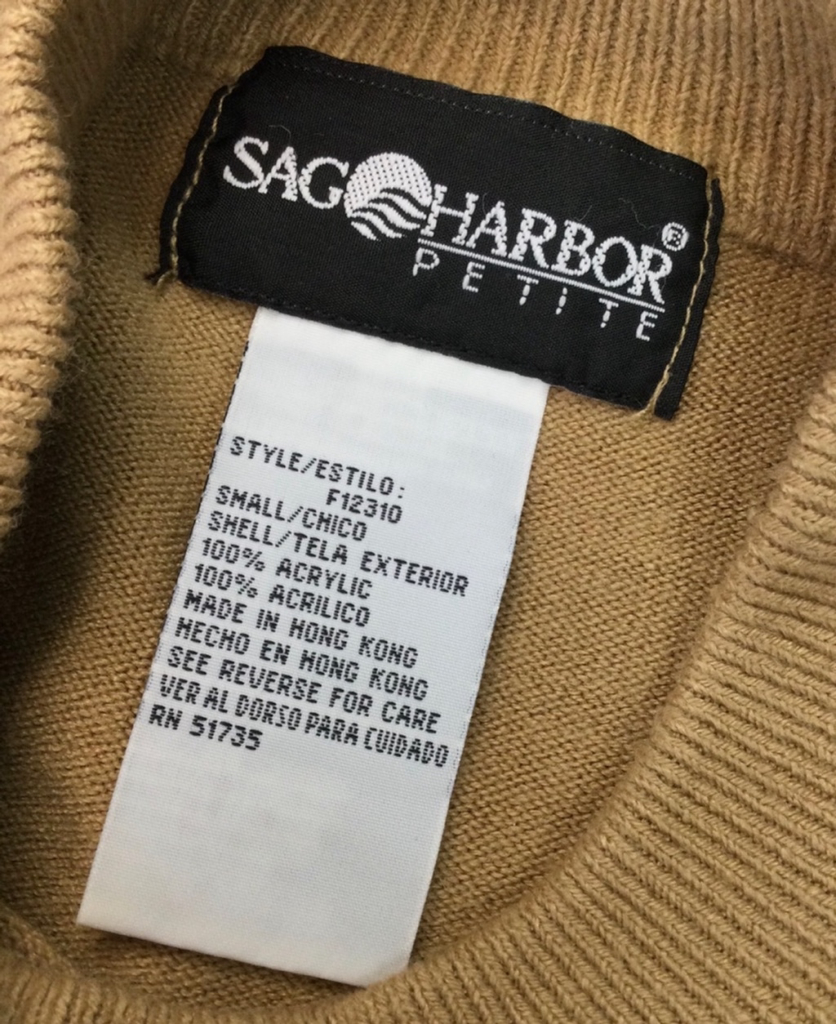 SAG HARBOR®
PETITE
STYLE/ESTILO:
F12310
SMALL/CHICO
SHELL/TELA EXTERIOR
100% ACRYLIC
100% ACRILICO
MADE IN HONG KONG
HECHO EN HONG KONG
SEE REVERSE FOR CARE
VER AL DORSO PARA CUIDADO
RN 51735